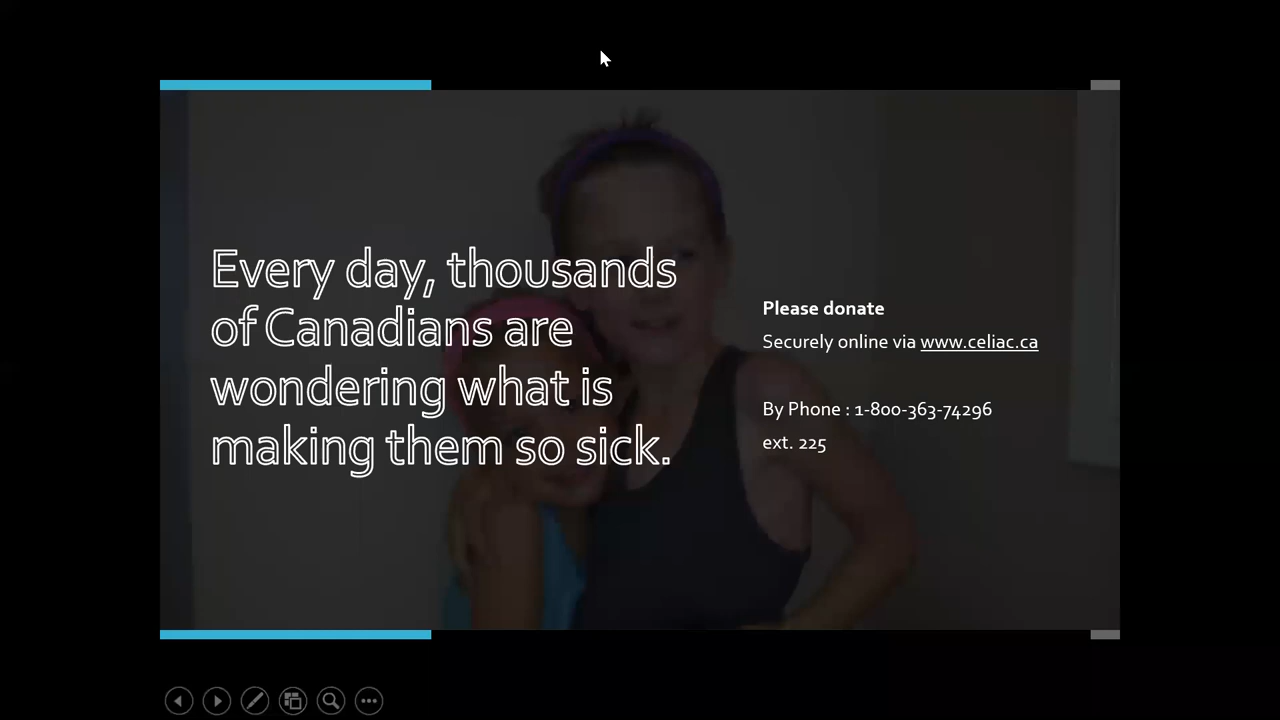 Every day, thousands
of Canadians are
wondering what is
making them so sick.
Please donate
Securely online via www.celiac.ca
By Phone : 1-800-363-74296
ext. 225